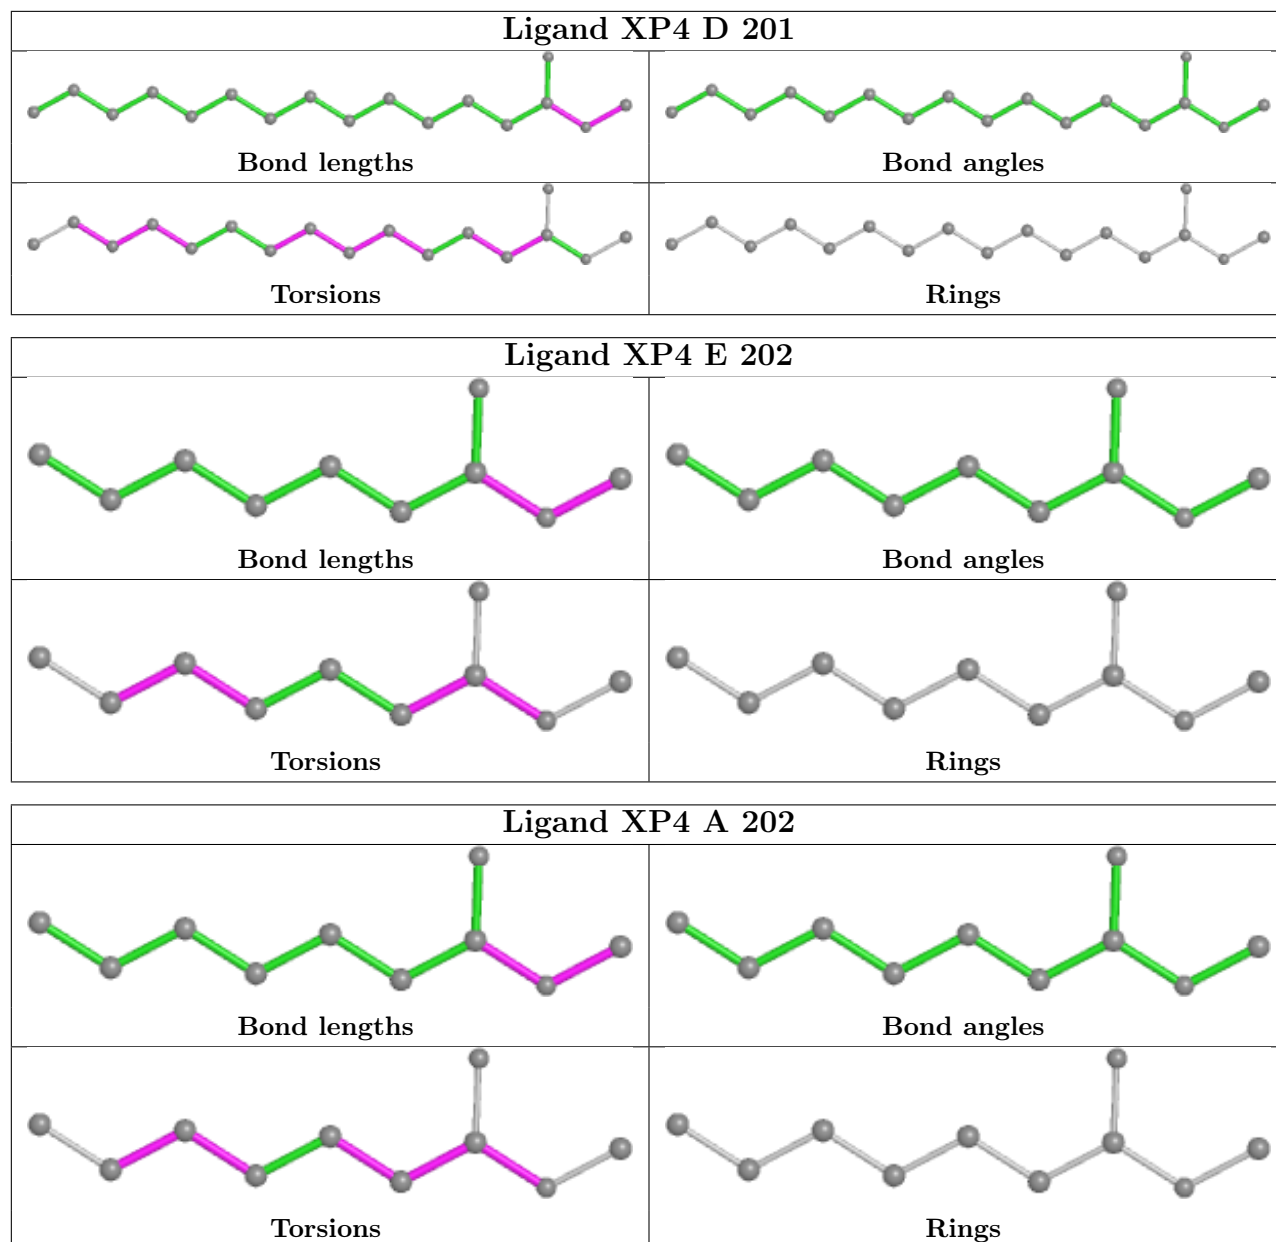 Ligand XP4 D 201
Bond lengths
Bond angles
Torsions
Rings
Ligand XP4 E 202
Bond lengths
Bond angles
Torsions
Rings
Ligand XP4 A 202
Bond lengths
Bond angles
Torsions
Rings